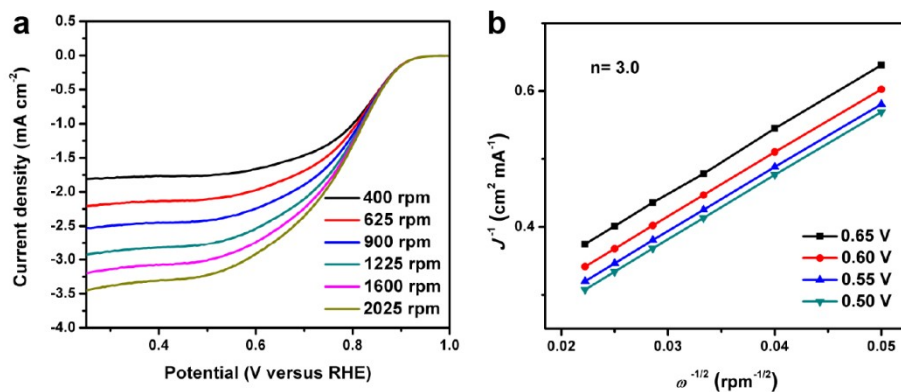 a
0.5
0.0
-0.5
-1.0
-1.5
-2.0
-2.5
-3.0
-3.5
-4.0
Current density (mA cm-2)
400 rpm
625 rpm
900 rpm
1225 rpm
1600 rpm
2025 rpm
0.4
0.6
0.8
1.0
Potential (V versus RHE)
b
n= 3.0
0.6
0.4
J-1 (cm2 mA-1)
0.65 V
0.60 V
0.55 V
0.50 V
0.02
0.03
0.04
0.05
ω-1/2 (rpm-1/2)